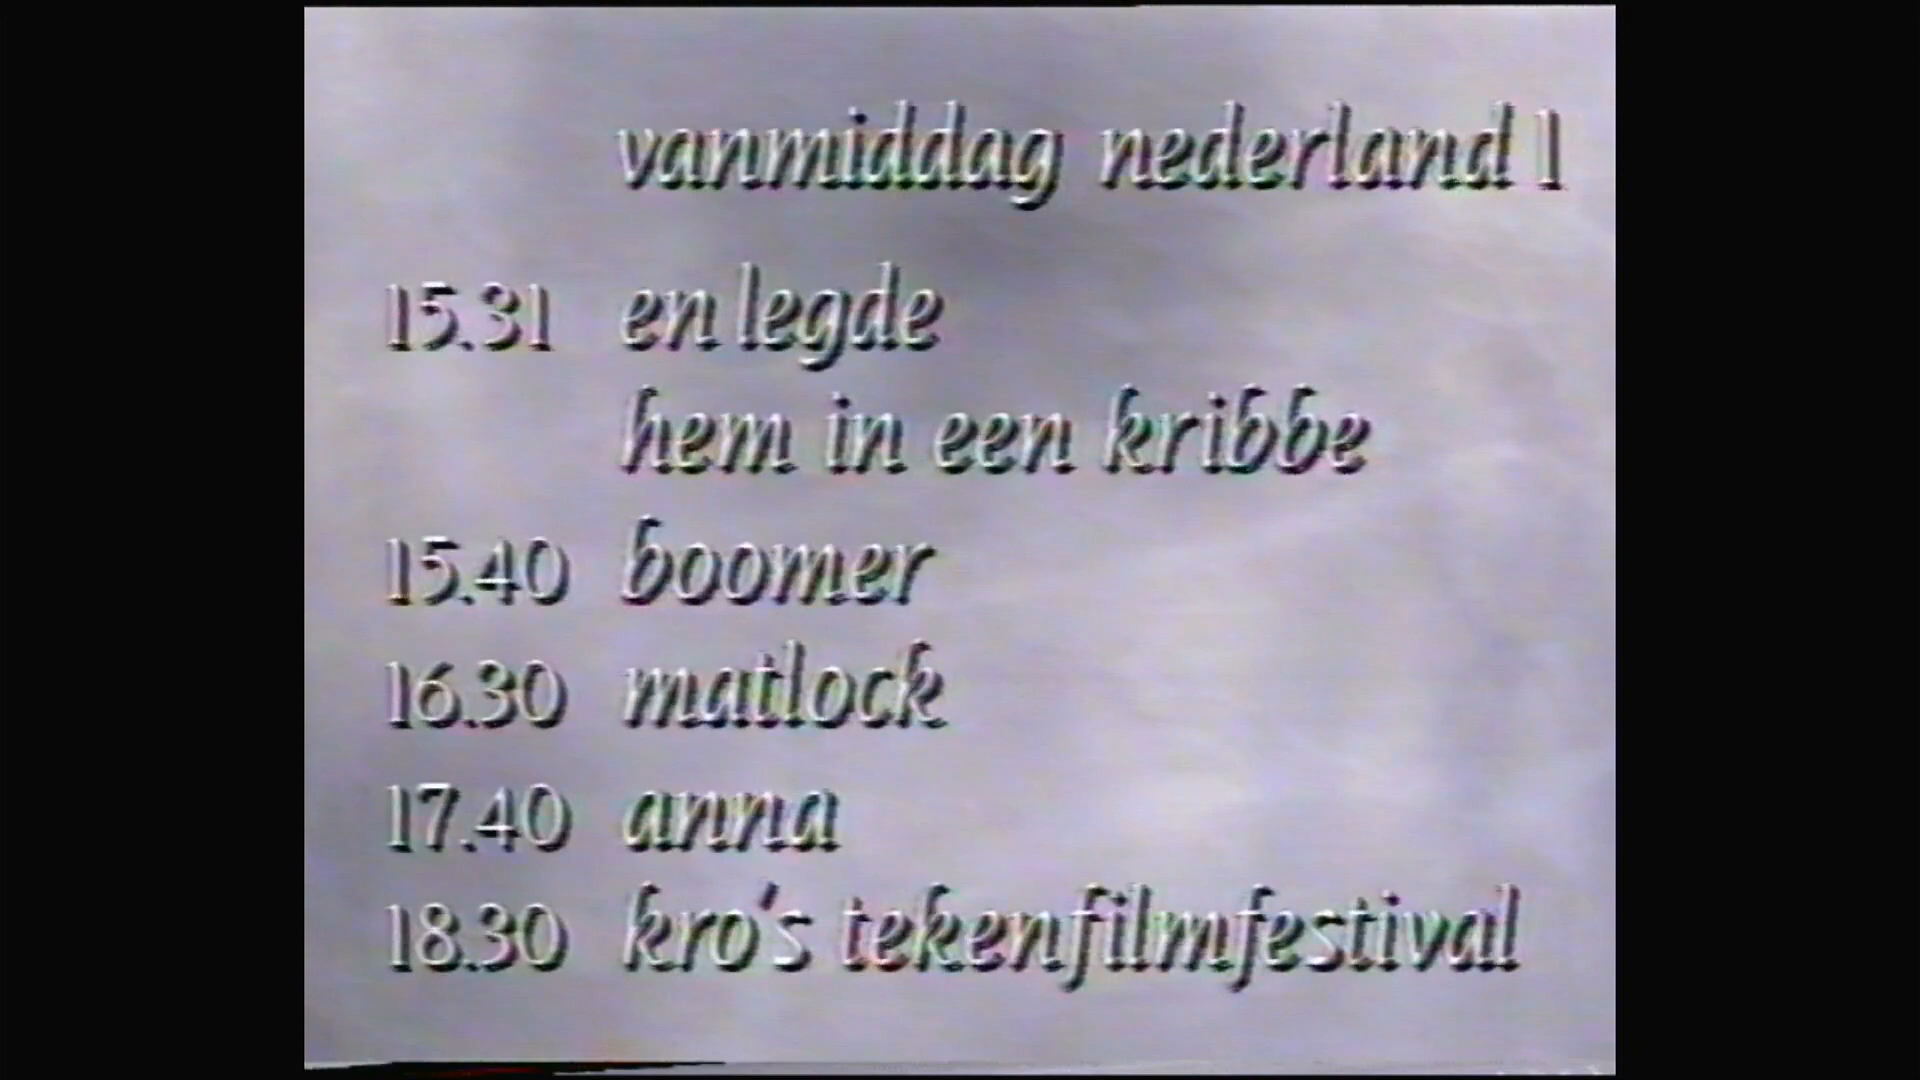 vanmiddag nederland 1
15.31 en legde
hem in een kribbe
15.40 boomer
16.30 matlock
17.40 anna
18.30 kro's tekenfilmfestival